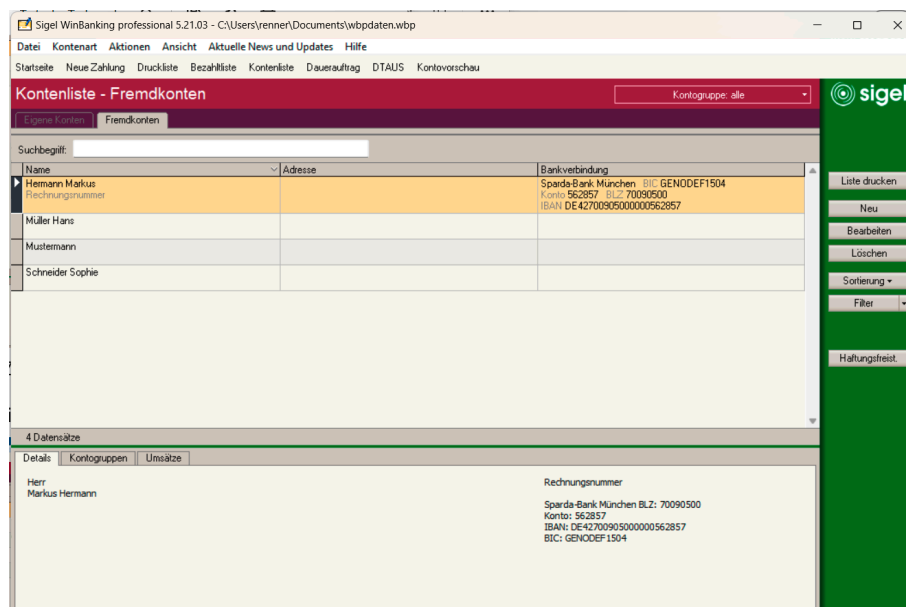 Sigel WinBanking professional 5.21.03 - C:\Users\renner\Documents\wbpdaten.wbp
Datei Kontenart Aktionen Ansicht Aktuelle News und Updates Hilfe
Startseite Neue Zahlung Druckliste Bezahltliste Kontenliste Dauerauftrag DTAUS Kontovorschau
Kontenliste - Fremdkonten
Kontogruppe: alle
sigel
Eigene Konten Fremdkonten
Suchbegriff:
Name Adresse Bankverbindung
Hermann Markus
Rechnungsnummer
Sparda-Bank München BIC GENODEF1504
Konto 562857 BLZ 70090500
IBAN DE42700905000000562857
Müller Hans
Mustermann
Schneider Sophie
Liste drucken
Neu
Bearbeiten
Löschen
Sortierung
Filter
Haftungsfreist.
4 Datensätze
Details Kontogruppen Umsätze
Herr
Markus Hermann
Rechnungsnummer
Sparda-Bank München BLZ: 70090500
Konto: 562857
IBAN: DE42700905000000562857
BIC: GENODEF1504